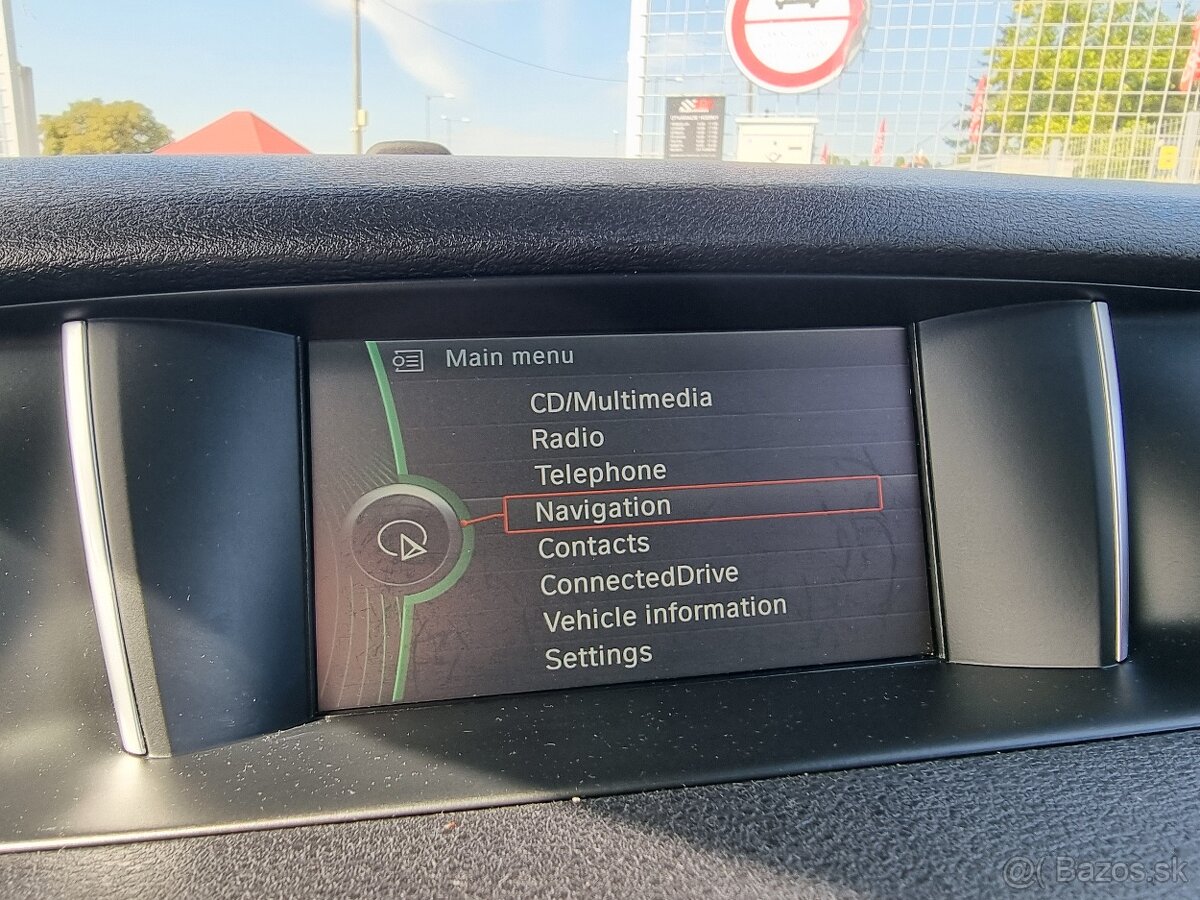 Main menu
CD/Multimedia
Radio
Telephone
Navigation
Contacts
ConnectedDrive
Vehicle information
Settings
@( Bazos.sk